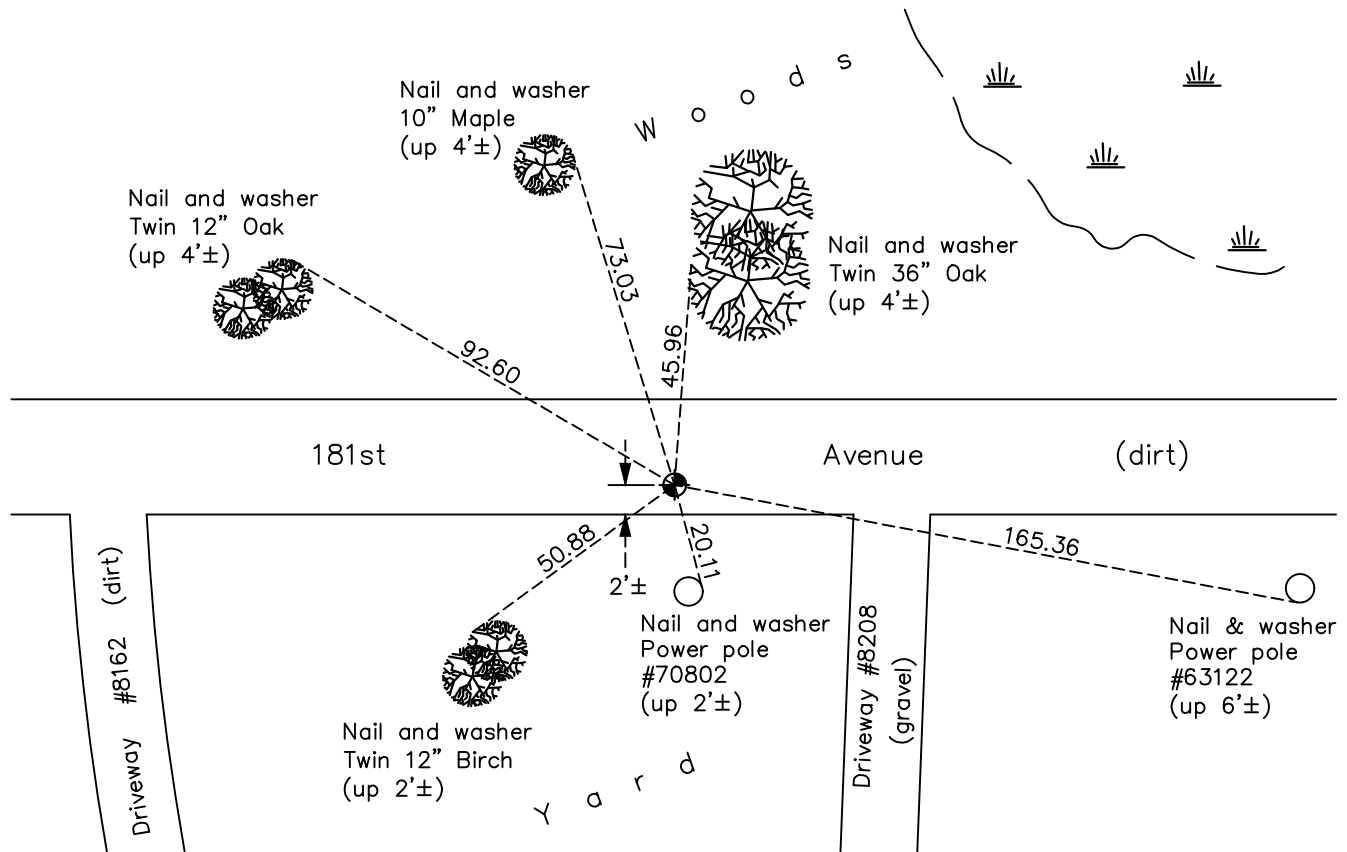 W o o d s
Nail and washer
10” Maple
(up 4’±)
Nail and washer
Twin 12” Oak
(up 4’±)
Nail and washer
Twin 36” Oak
(up 4’±)
73.03
92.60
45.96
181st Avenue (dirt)
50.88
20.11
165.36
2’±
Driveway #8162 (dirt)
Nail and washer
Power pole
#70802
(up 2’±)
Driveway #8208
(gravel)
Nail & washer
Power pole
#63122
(up 6’±)
Nail and washer
Twin 12” Birch
(up 2’±)
Y a r d